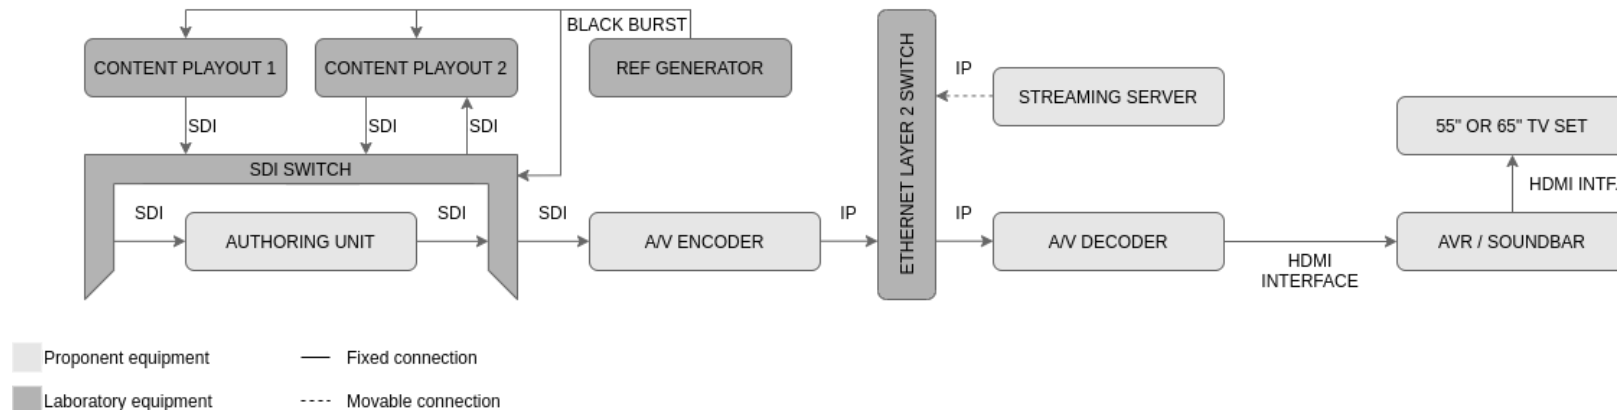 BLACK BURST
CONTENT PLAYOUT 1
CONTENT PLAYOUT 2
REF GENERATOR
ETHERNET LAYER 2 SWITCH
IP
STREAMING SERVER
55" OR 65" TV SET
SDI
SDI
SDI
SDI SWITCH
HDMI INTF.
SDI
AUTHORING UNIT
SDI
SDI
A/V ENCODER
IP
IP
A/V DECODER
HDMI
INTERFACE
AVR / SOUNDBAR
Proponent equipment
Fixed connection
Laboratory equipment
Movable connection